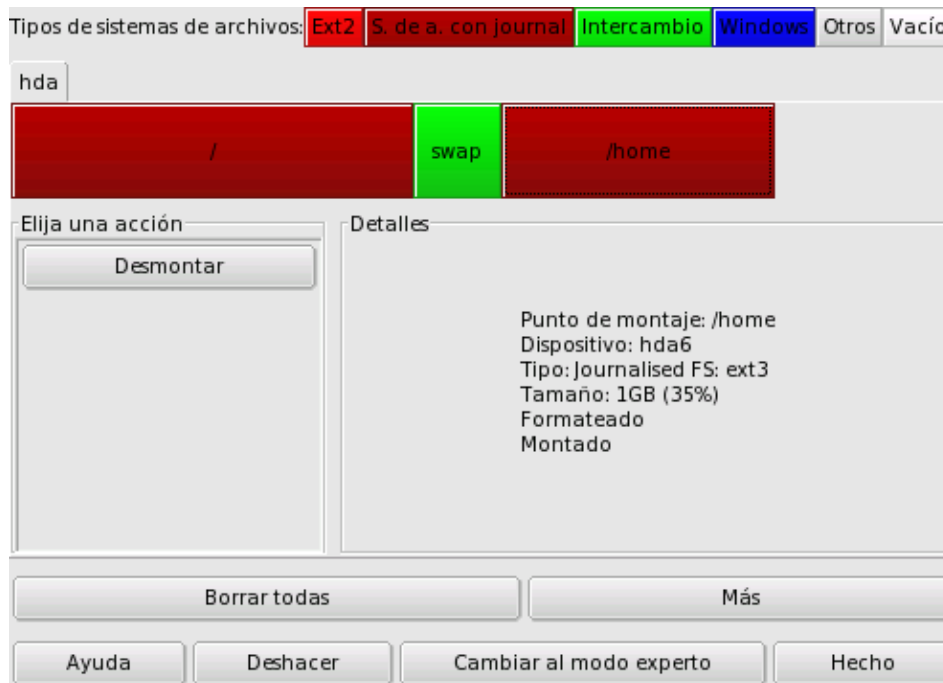 Tipos de sistemas de archivos: Ext2 S. de a. con journal Intercambio Windows Otros Vacío
hda
/ swap /home
Elija una acción
Desmontar
Detalles
Punto de montaje: /home
Dispositivo: hda6
Tipo: Journalised FS: ext3
Tamaño: 1GB (35%)
Formateado
Montado
Borrar todas Más
Ayuda Deshacer Cambiar al modo experto Hecho